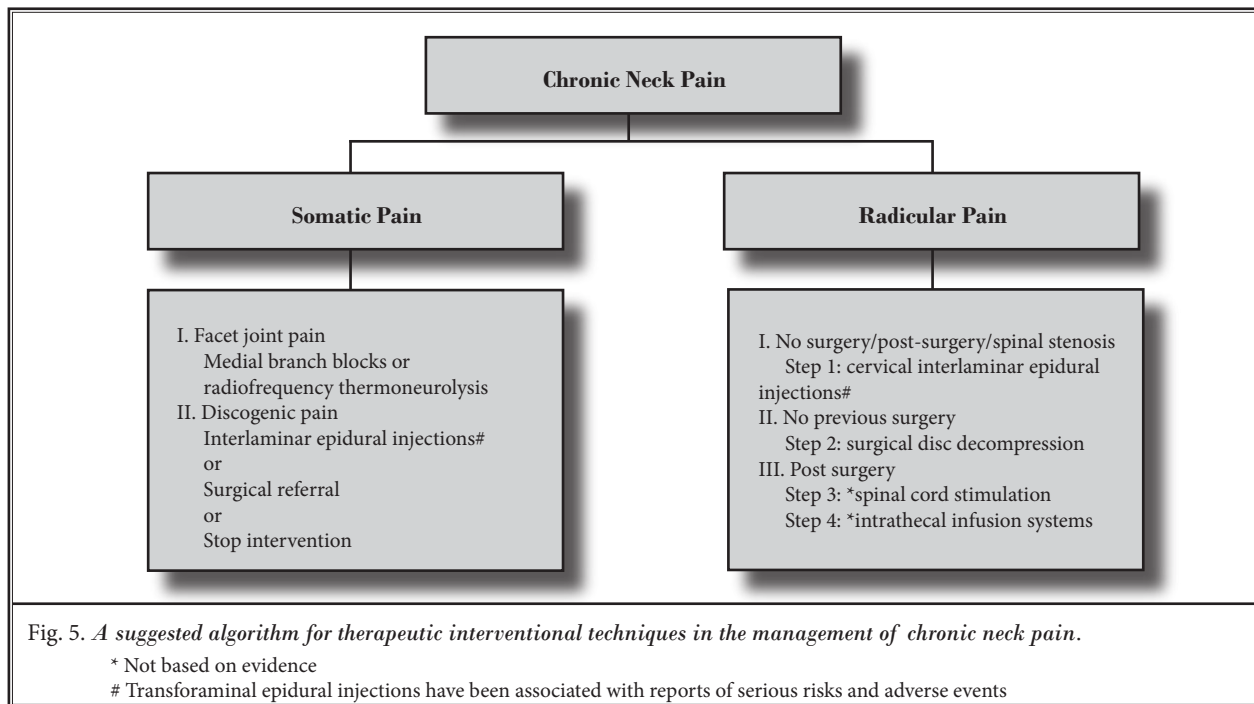 Chronic Neck Pain
Somatic Pain
I. Facet joint pain
Medial branch blocks or
radiofrequency thermoneurolysis
II. Discogenic pain
Interlaminar epidural injections#
or
Surgical referral
or
Stop intervention
Radicular Pain
I. No surgery/post-surgery/spinal stenosis
Step 1: cervical interlaminar epidural
injections#
II. No previous surgery
Step 2: surgical disc decompression
III. Post surgery
Step 3: *spinal cord stimulation
Step 4: *intrathecal infusion systems
Fig. 5. A suggested algorithm for therapeutic interventional techniques in the management of chronic neck pain.
* Not based on evidence
# Transforaminal epidural injections have been associated with reports of serious risks and adverse events